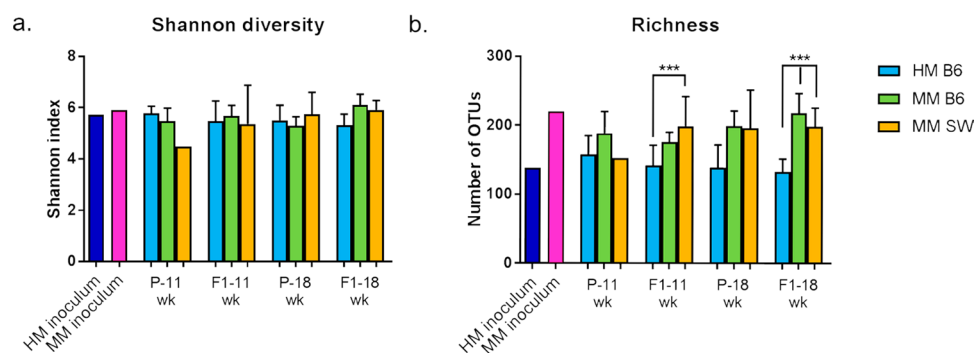 a.
Shannon diversity
Shannon index
8
6
4
2
0
HM inoculum
MM inoculum
P-11
wk
F1-11
wk
P-18
wk
F1-18
wk
b.
Richness
Number of OTUs
300
200
100
0
***
***
HM inoculum
MM inoculum
P-11
wk
F1-11
wk
P-18
wk
F1-18
wk
HM B6
MM B6
MM SW